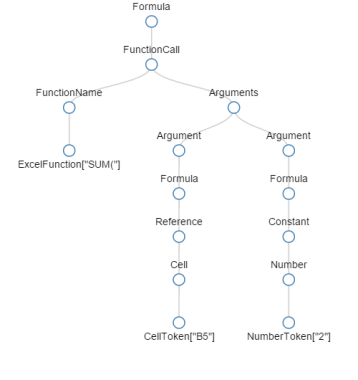 Formula
FunctionCall
FunctionName Arguments
Argument Argument
ExcelFunction["SUM("]
Formula Formula
Reference Constant
Cell Number
CellToken["B5"] NumberToken["2"]